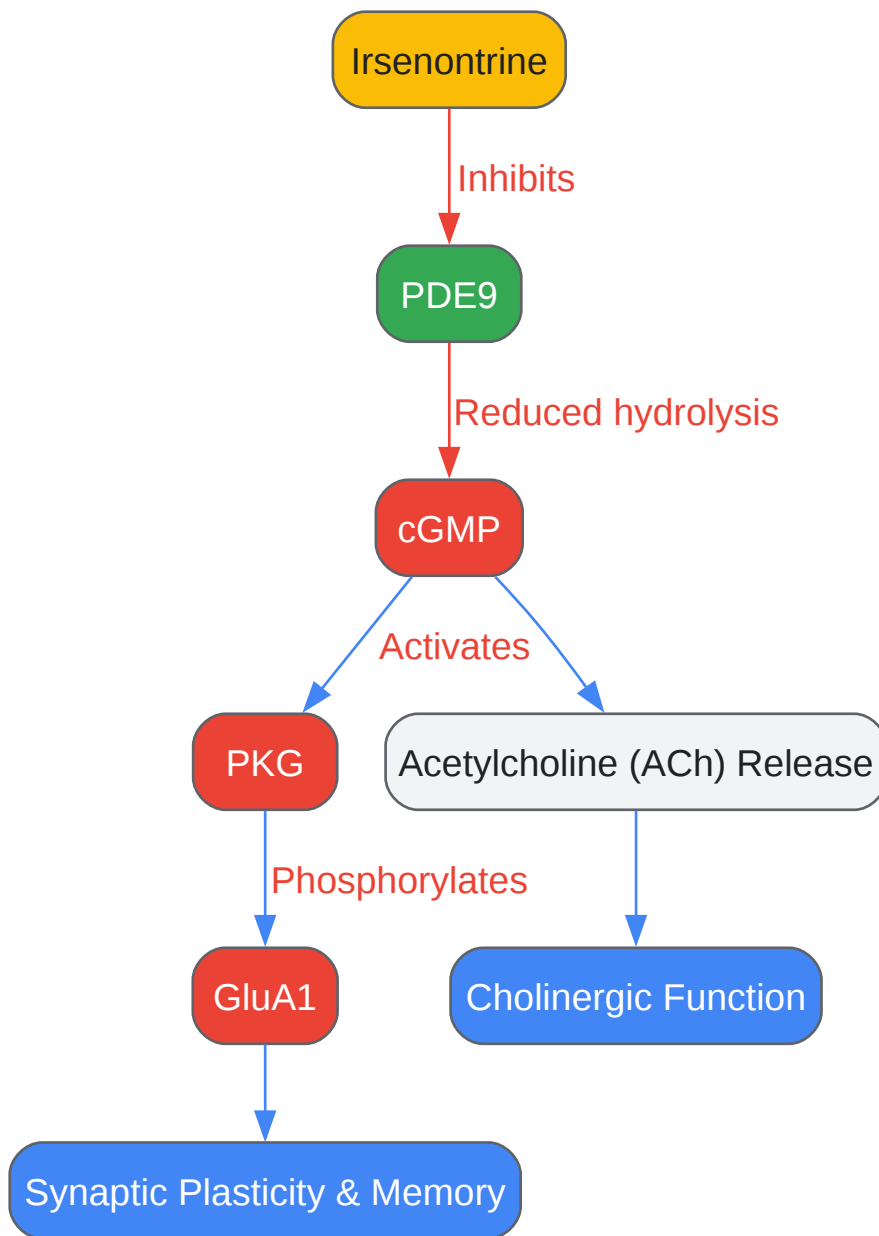 Irsenontrine
Inhibits
PDE9
Reduced hydrolysis
cGMP
Activates
PKG
Acetylcholine (ACh) Release
Phosphorylates
GluA1
Cholinergic Function
Synaptic Plasticity & Memory